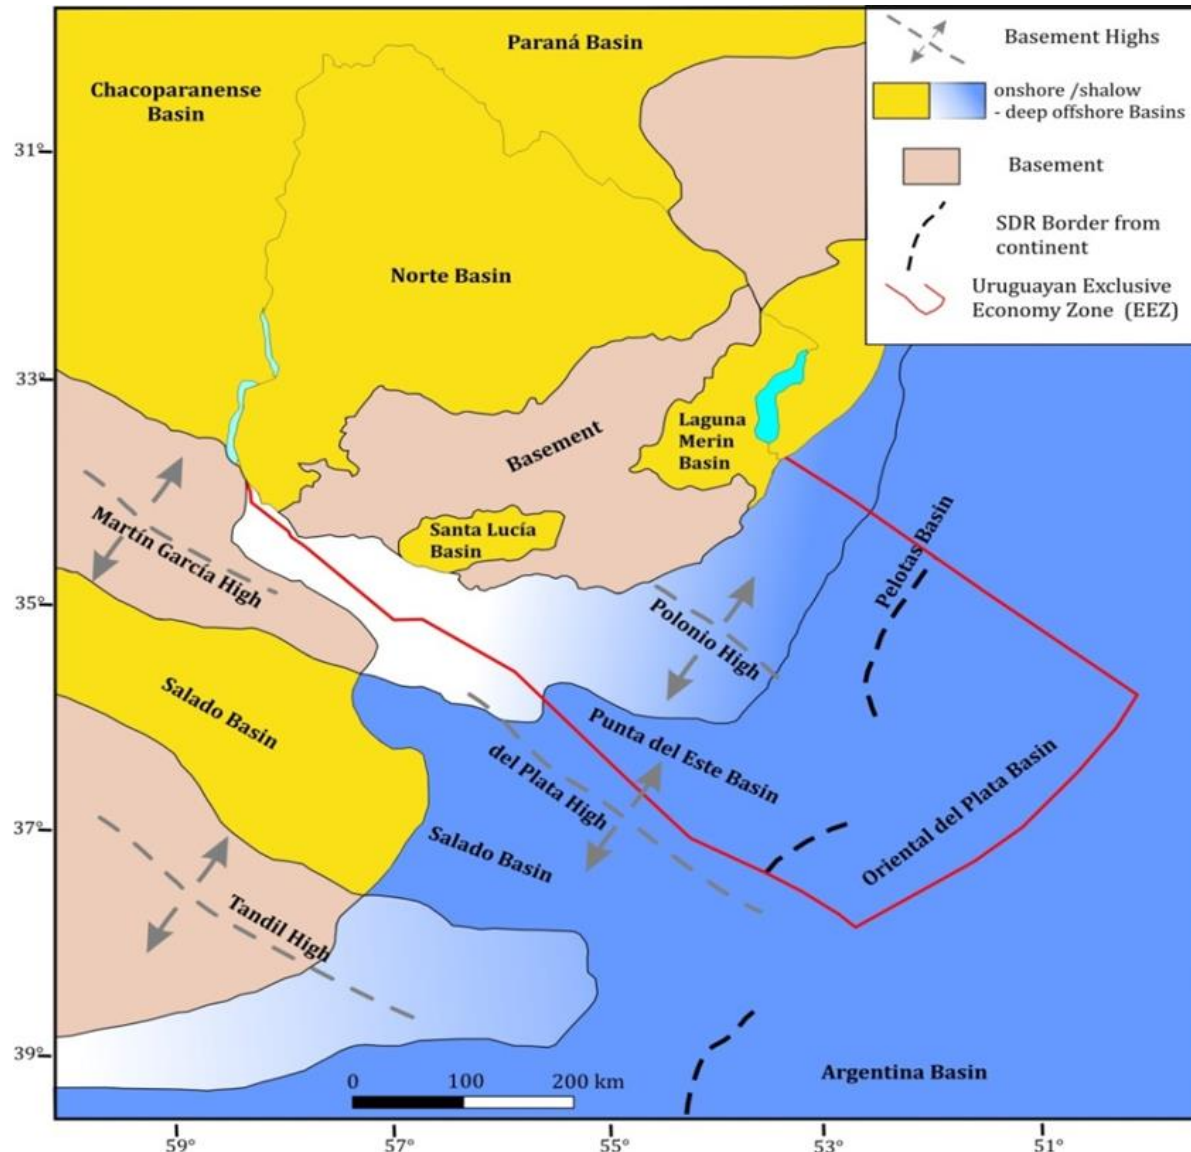 Paraná Basin
Chacoparanense
Basin
Basement Highs
onshore /shalow
- deep offshore Basins
Basement
SDR Border from
continent
Uruguayan Exclusive
Economy Zone (EEZ)
31°
Norte Basin
33°
Laguna
Merin
Basin
Basement
Santa Lucía
Basin
Martín García High
Pelotas Basin
35°
Polonio High
Salado Basin
Punta del Este Basin
del Plata High
Oriental del Plata Basin
37°
Salado Basin
Tandil High
39°
0 100 200 km
Argentina Basin
59° 57° 55° 53° 51°